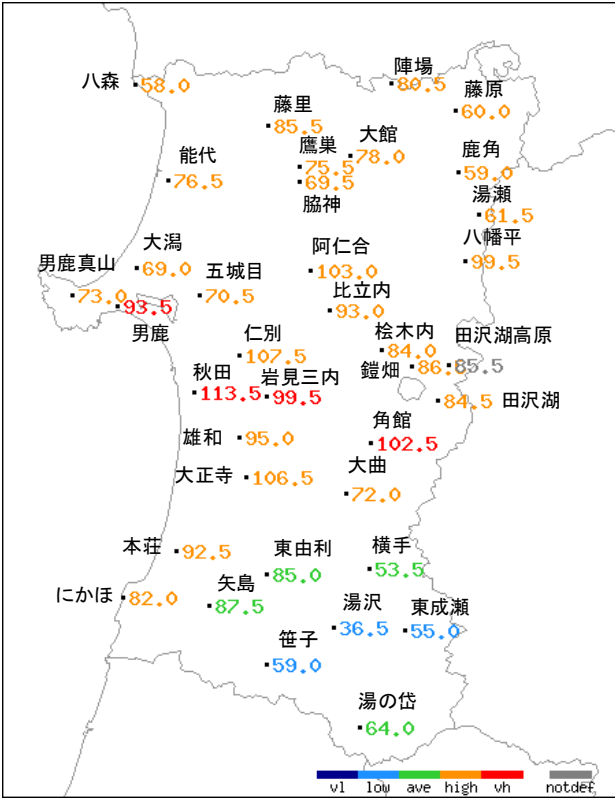 八森
58.0
陣場
80.5
藤原
60.0
藤里
85.5
大館
78.0
鷹巣
75.5
69.5
脇神
能代
76.5
鹿角
59.0
湯瀬
61.5
八幡平
99.5
大潟
69.0
男鹿真山
73.0
93.5
男鹿
五城目
70.5
阿仁合
103.0
比立内
93.0
仁別
107.5
桧木内
84.0
田沢湖高原
85.5
鎧畑
秋田
113.5
岩見三内
99.5
84.5
田沢湖
角館
102.5
雄和
95.0
大正寺
106.5
大曲
72.0
本荘
92.5
東由利
85.0
横手
53.5
にかほ
82.0
矢島
87.5
湯沢
36.5
東成瀬
55.0
笹子
59.0
湯の岱
64.0
vl low ave high vh notdef